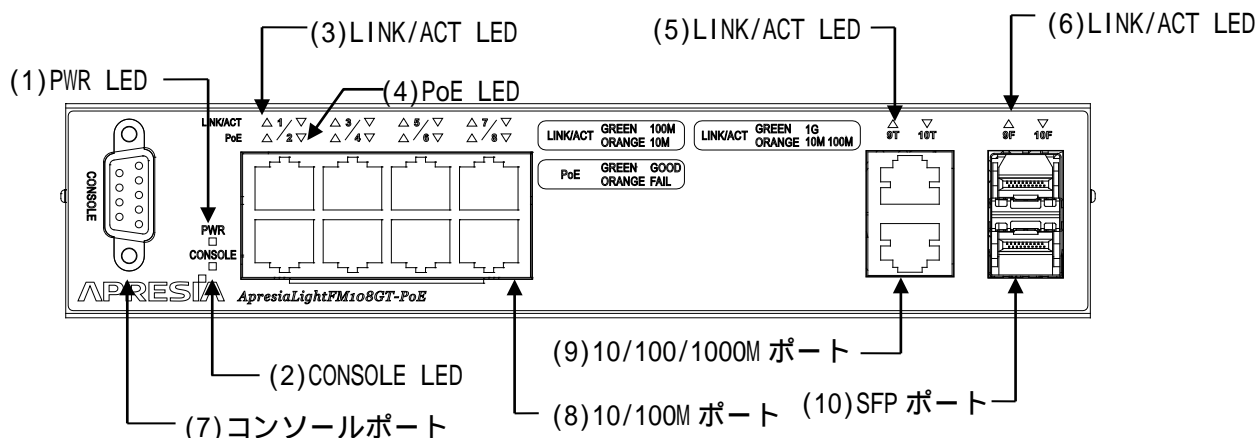 (3)LINK/ACT LED
(5)LINK/ACT LED
(6)LINK/ACT LED
(1)PWR LED
(4)PoE LED
LINK/ACT △ 1 ▽ △ 3 ▽ △ 5 ▽ △ 7 ▽
PoE △ / 2 ▽ △ / 4 ▽ △ / 6 ▽ △ / 8 ▽
LINK/ACT GREEN 100M
ORANGE 10M
PoE GREEN GOOD
ORANGE FAIL
LINK/ACT GREEN 1G
ORANGE 10M 100M
△ ▽
9T 10T
△ ▽
9F 10F
CONSOLE
PWR
CONSOLE
APRESIA
ApresiaLightFM108GT-PoE
(2)CONSOLE LED
(7)コンソールポート
(8)10/100M ポート
(9)10/100/1000M ポート
(10)SFP ポート